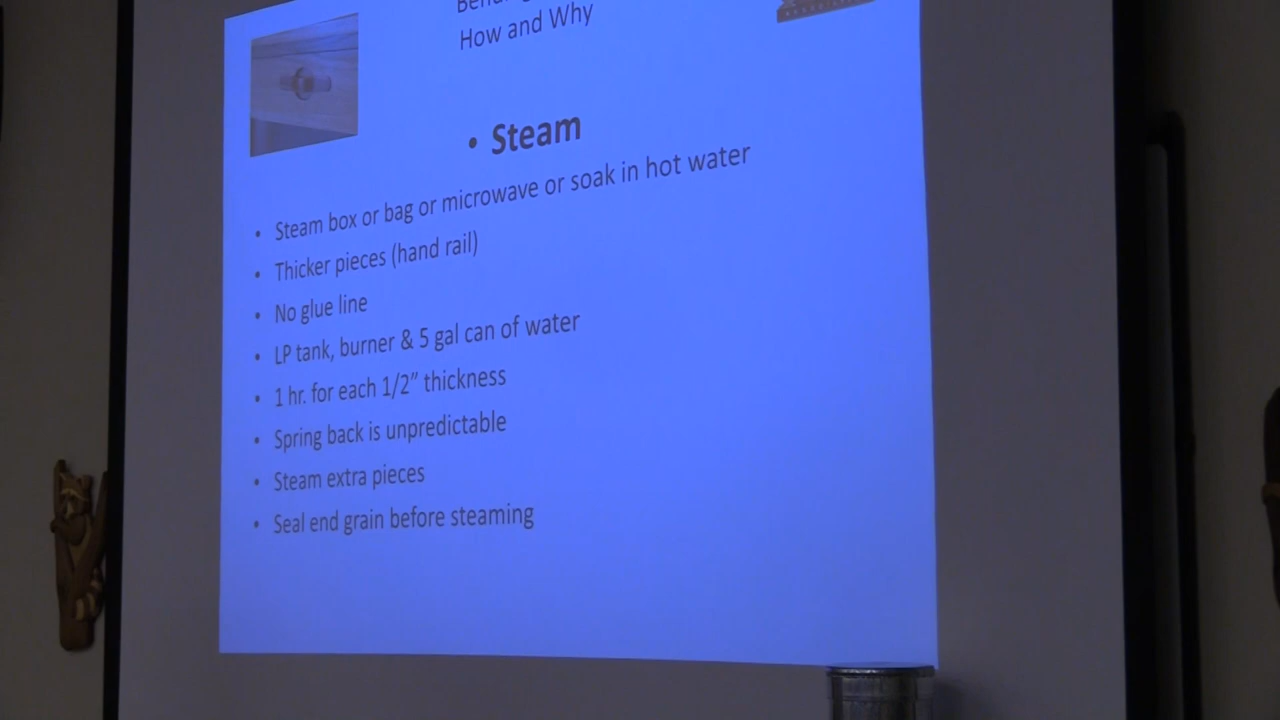 How and Why
• Steam
• Steam box or bag or microwave or soak in hot water
• Thicker pieces (hand rail)
• No glue line
• LP tank, burner & 5 gal can of water
• 1 hr. for each 1/2” thickness
• Spring back is unpredictable
• Steam extra pieces
• Seal end grain before steaming